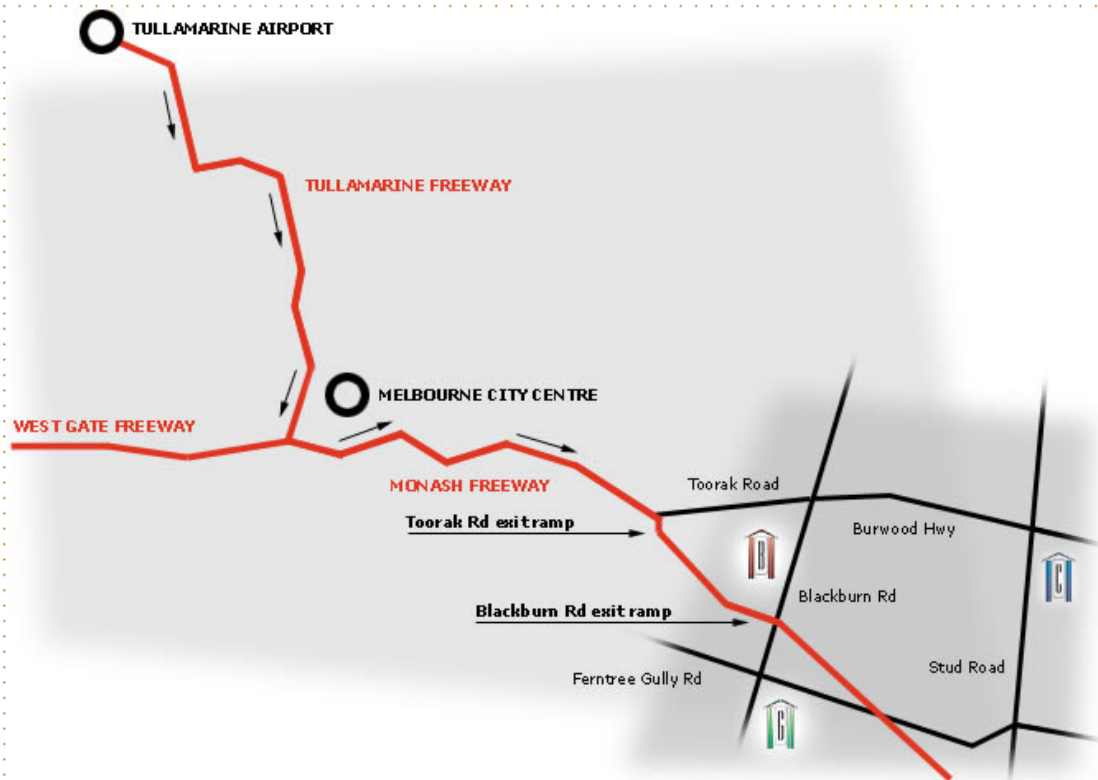 TULLAMARINE AIRPORT
TULLAMARINE FREEWAY
MELBOURNE CITY CENTRE
WEST GATE FREEWAY
MONASH FREEWAY
Toorak Road
Toorak Rd exit ramp
Burwood Hwy
B
C
Blackburn Rd
Blackburn Rd exit ramp
Stud Road
Ferntree Gully Rd
G